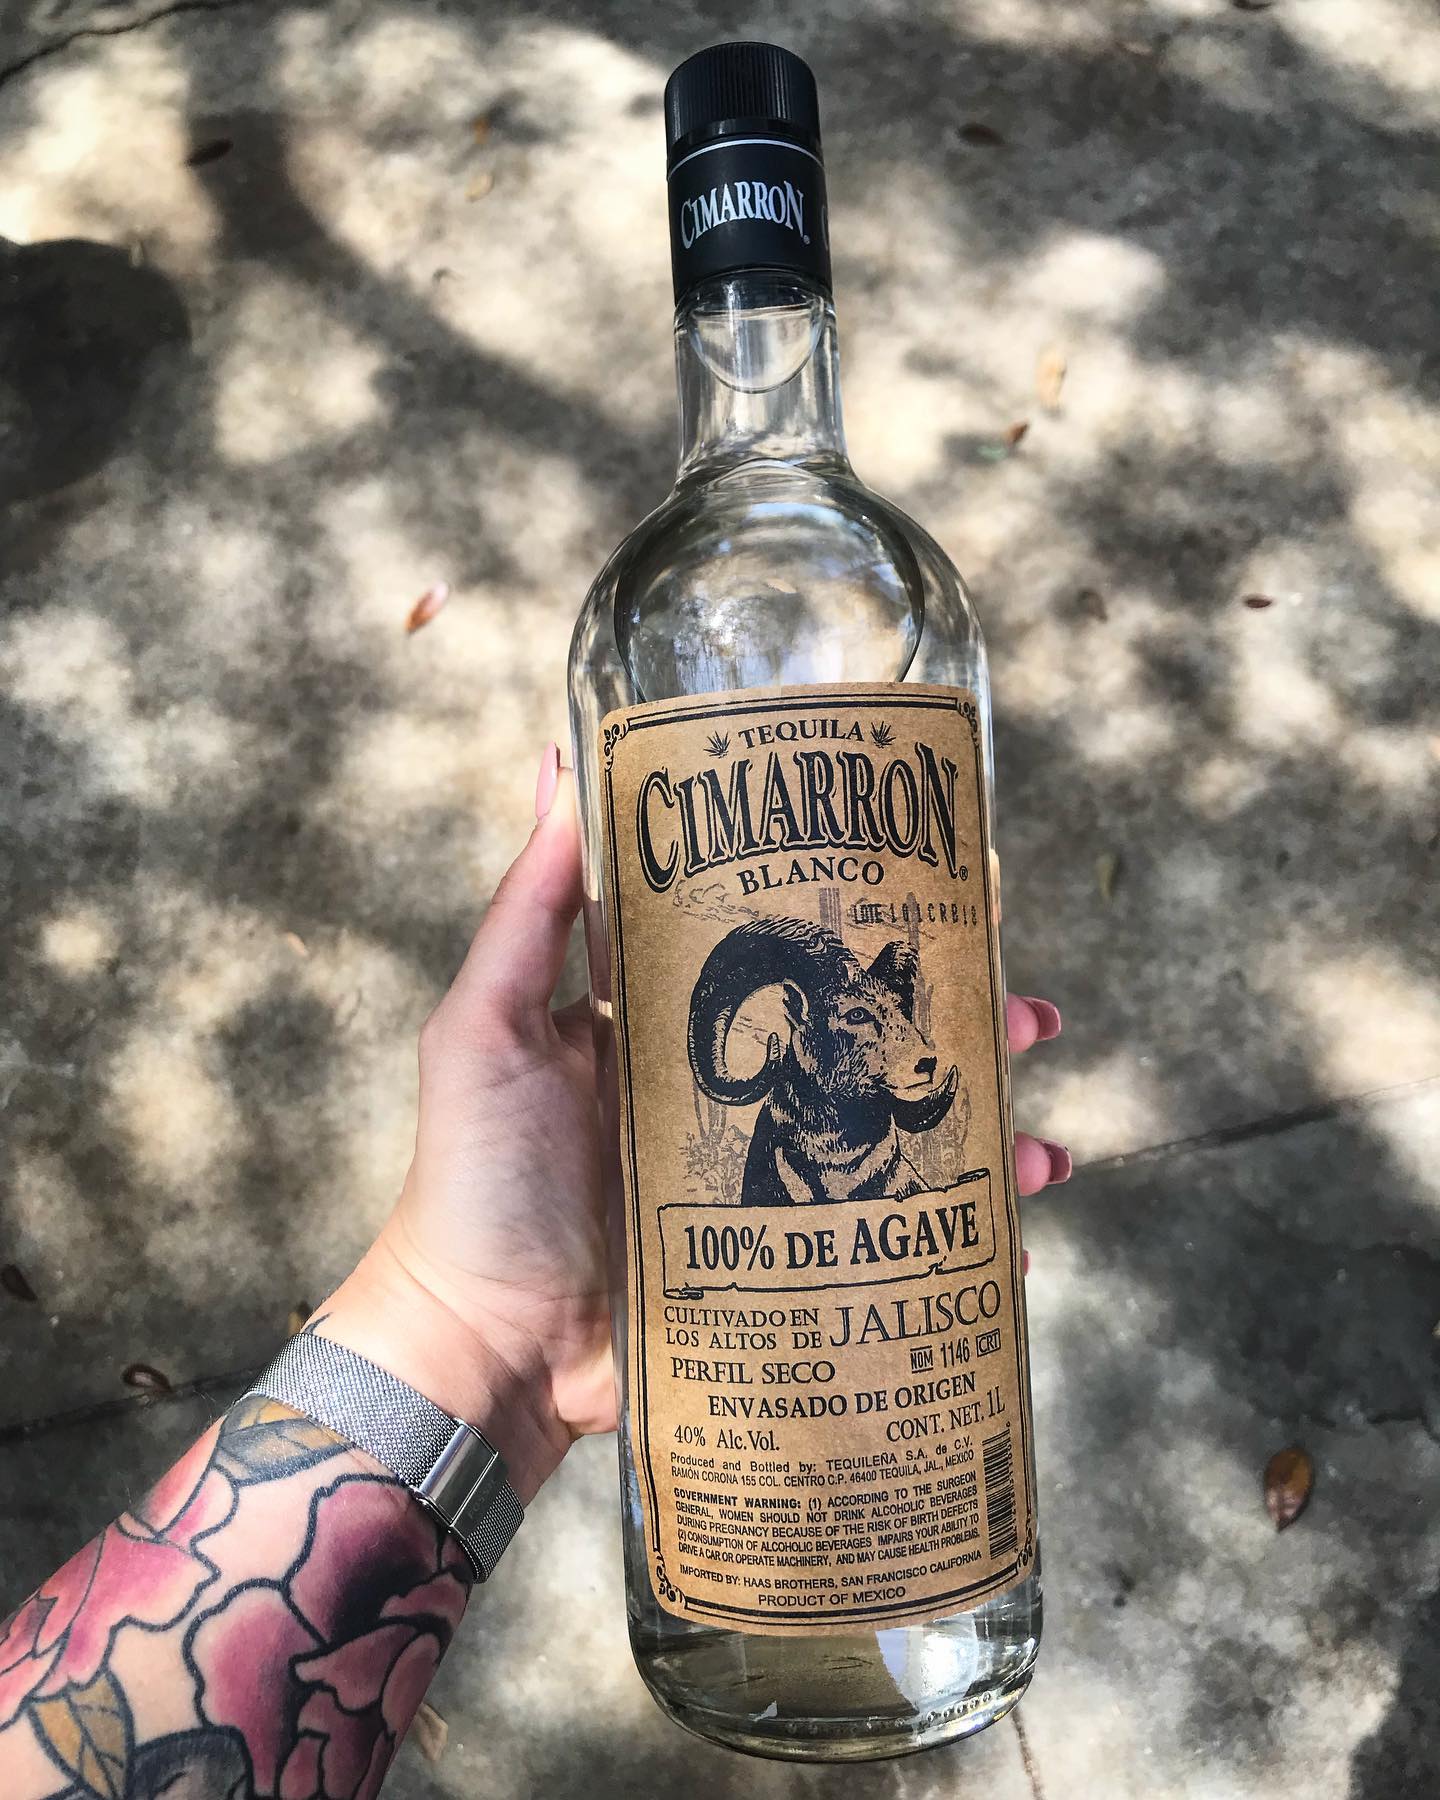 CIMARRON®
TEQUILA
CIMARRON®
BLANCO
LOTE 101CRB18
100% DE AGAVE
CULTIVADO EN
LOS ALTOS DE JALISCO
PERFIL SECO NOM 1146 CRT
ENVASADO DE ORIGEN
40% Alc.Vol. CONT. NET. 1L
Produced and Bottled by: TEQUILEÑA S.A. de C.V.
RAMÓN CORONA 155 COL. CENTRO C.P. 46400 TEQUILA, JAL., MEXICO
GOVERNMENT WARNING: (1) ACCORDING TO THE SURGEON
GENERAL, WOMEN SHOULD NOT DRINK ALCOHOLIC BEVERAGES
DURING PREGNANCY BECAUSE OF THE RISK OF BIRTH DEFECTS
(2) CONSUMPTION OF ALCOHOLIC BEVERAGES IMPAIRS YOUR ABILITY TO
DRIVE A CAR OR OPERATE MACHINERY, AND MAY CAUSE HEALTH PROBLEMS.
IMPORTED BY: HAAS BROTHERS, SAN FRANCISCO CALIFORNIA
PRODUCT OF MEXICO